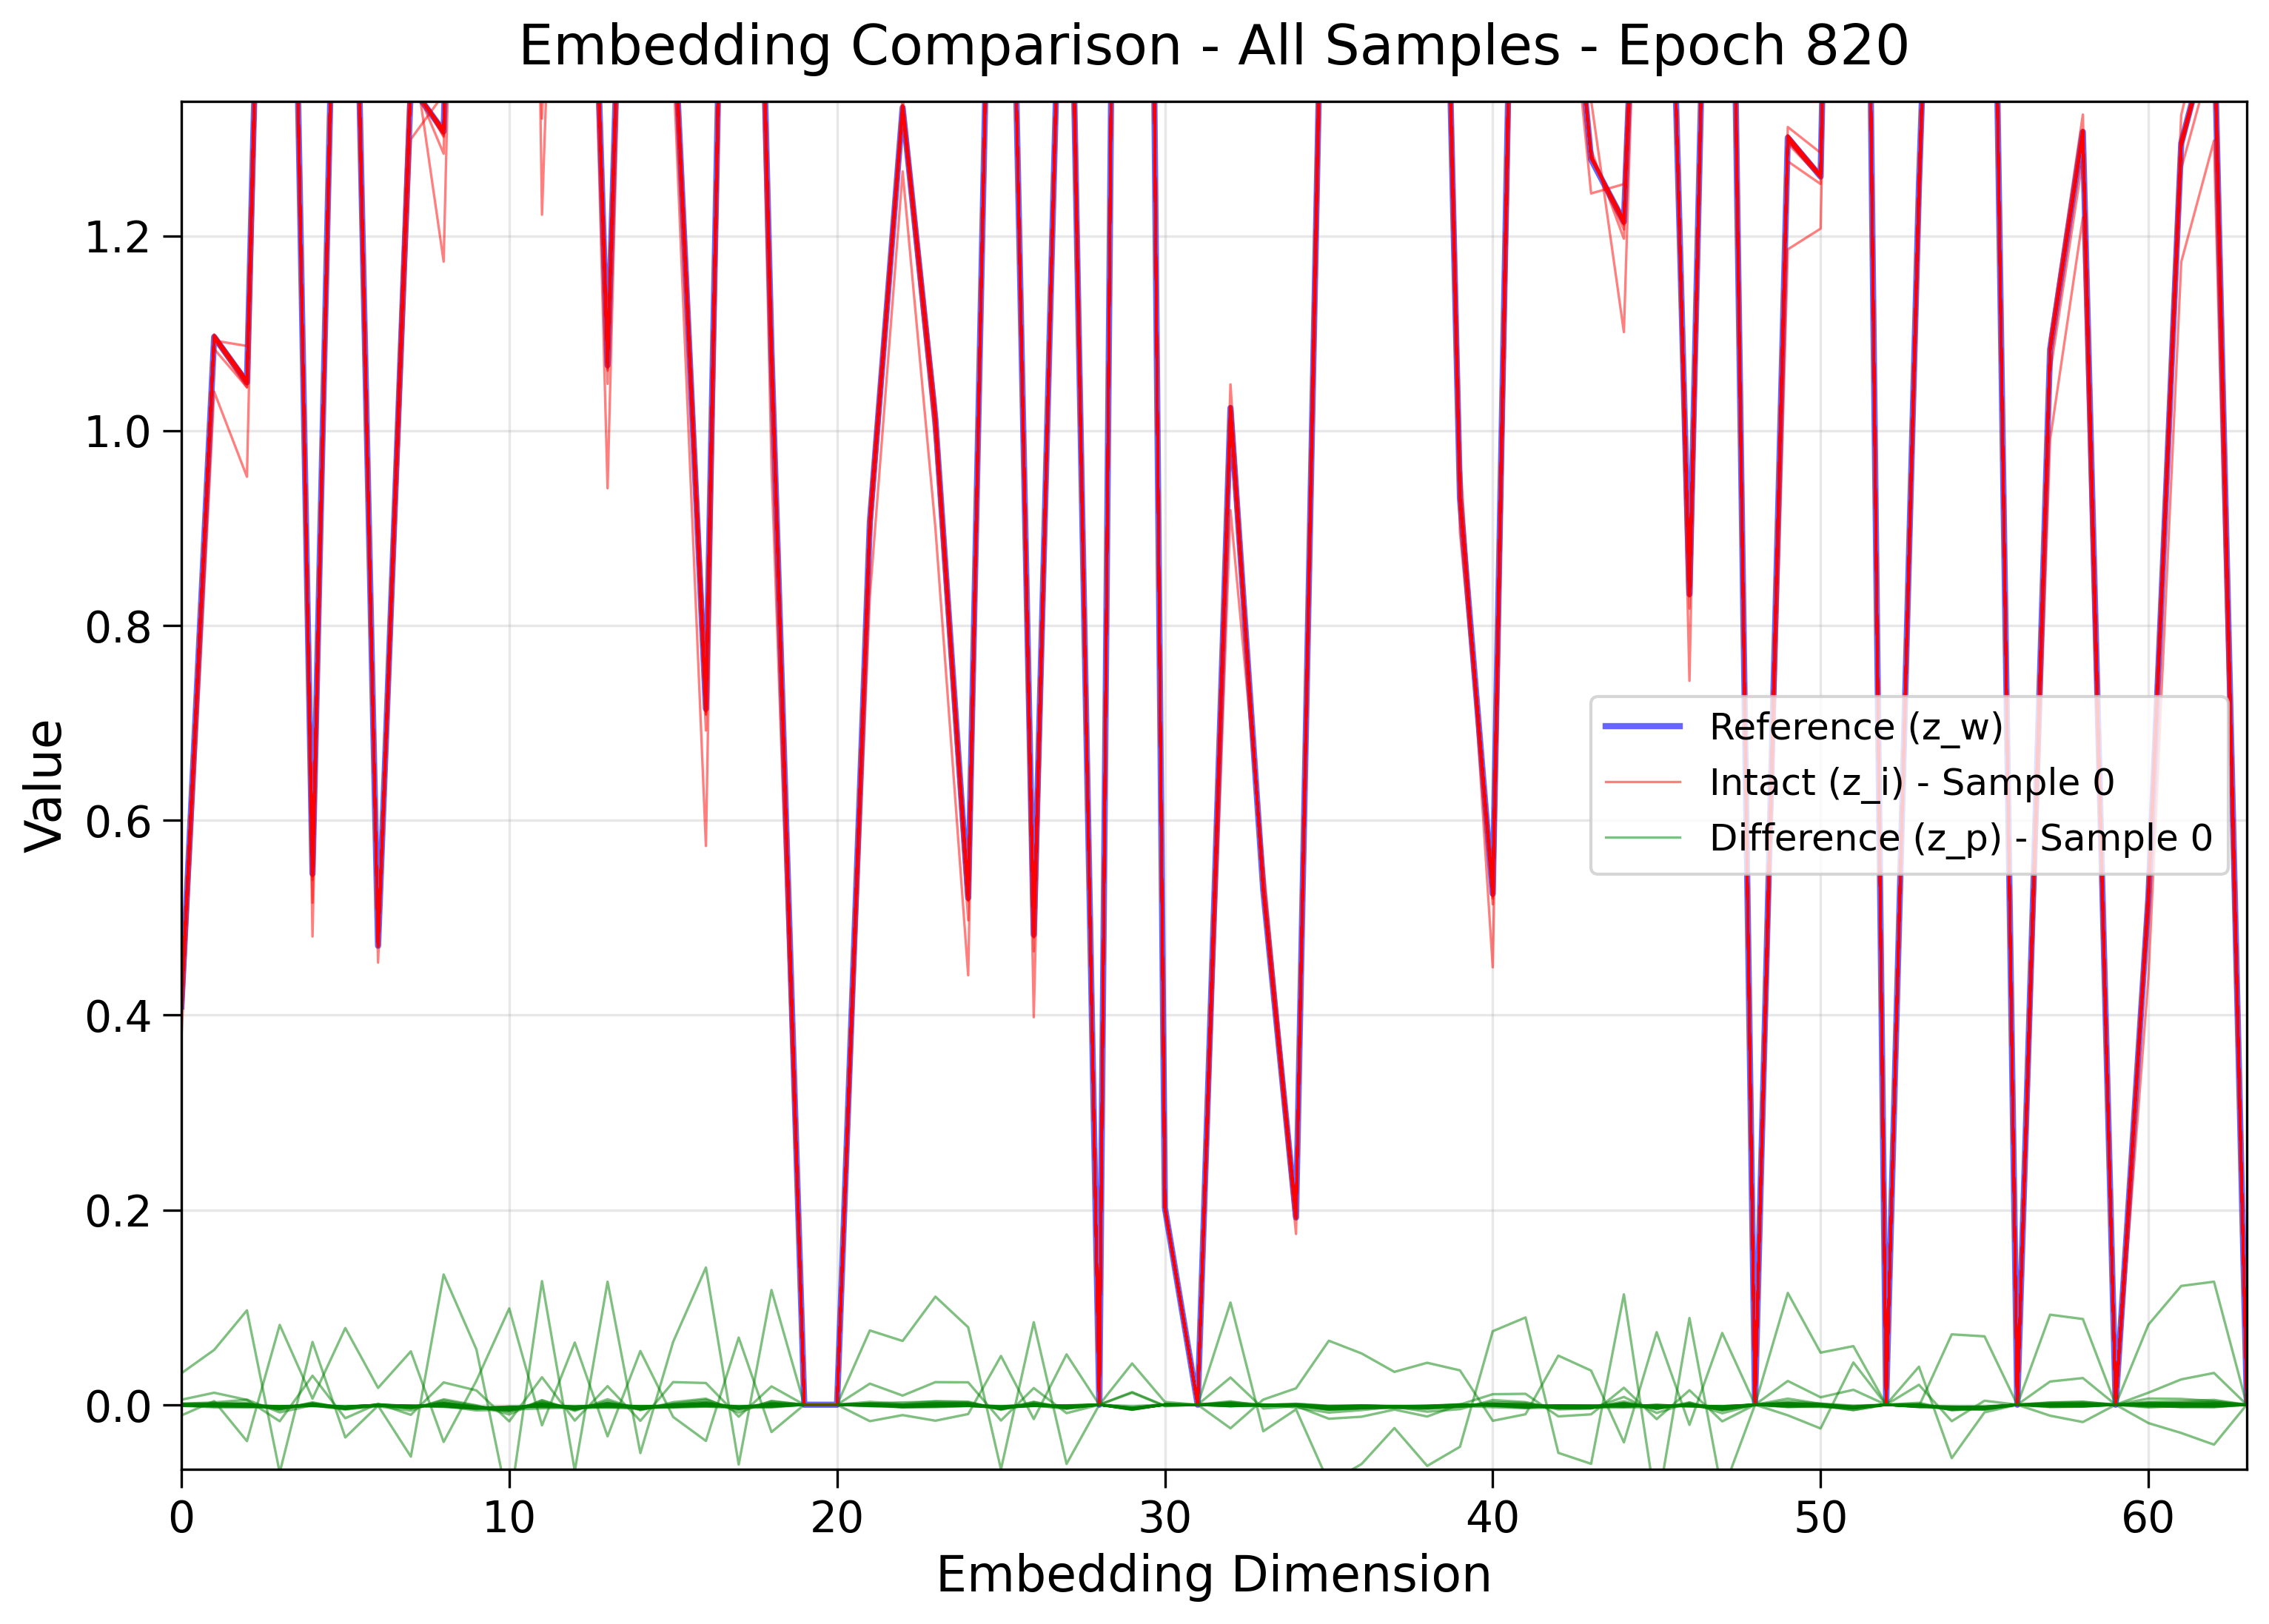 Embedding Comparison - All Samples - Epoch 820
Value
1.2
1.0
0.8
0.6
0.4
0.2
0.0
Reference (z_w)
Intact (z_i) - Sample 0
Difference (z_p) - Sample 0
0 10 20 30 40 50 60
Embedding Dimension